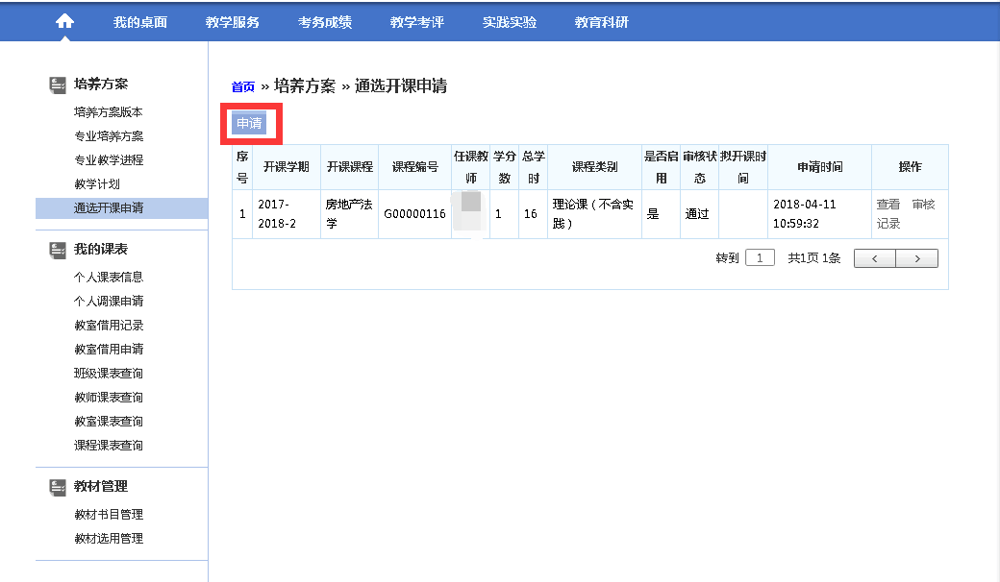 我的桌面 教学服务 考务成绩 教学考评 实践实验 教育科研
培养方案
培养方案版本
专业培养方案
专业教学进程
教学计划
通选开课申请
我的课表
个人课表信息
个人调课申请
教室借用记录
教室借用申请
班级课表查询
教师课表查询
教室课表查询
课程课表查询
教材管理
教材书目管理
教材选用管理
首页 » 培养方案 » 通选开课申请
申请
序号 开课学期 开课课程 课程编号 任课教师 学分数 总学时 课程类别 是否启用 审核状态 拟开课时间 申请时间 操作
1 2017-2018-2 房地产法学 G00000116 1 16 理论课（不含实践） 是 通过 2018-04-11 10:59:32 查看 审核记录
转到 1 共1页 1条 < >